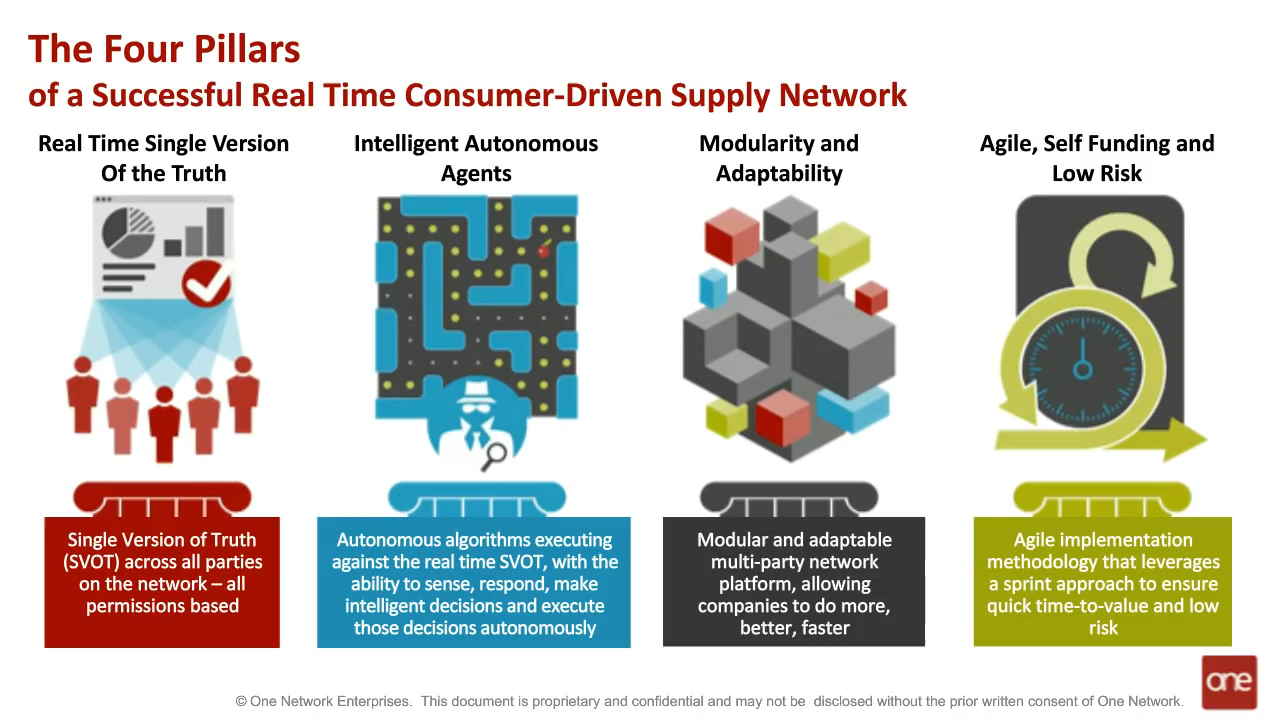 The Four Pillars
of a Successful Real Time Consumer-Driven Supply Network
Real Time Single Version
Of the Truth
Intelligent Autonomous
Agents
Modularity and
Adaptability
Agile, Self Funding and
Low Risk
Single Version of Truth
(SVOT) across all parties
on the network – all
permissions based
Autonomous algorithms executing
against the real time SVOT, with the
ability to sense, respond, make
intelligent decisions and execute
those decisions autonomously
Modular and adaptable
multi-party network
platform, allowing
companies to do more,
better, faster
Agile implementation
methodology that leverages
a sprint approach to ensure
quick time-to-value and low
risk
one
© One Network Enterprises. This document is proprietary and confidential and may not be disclosed without the prior written consent of One Network.